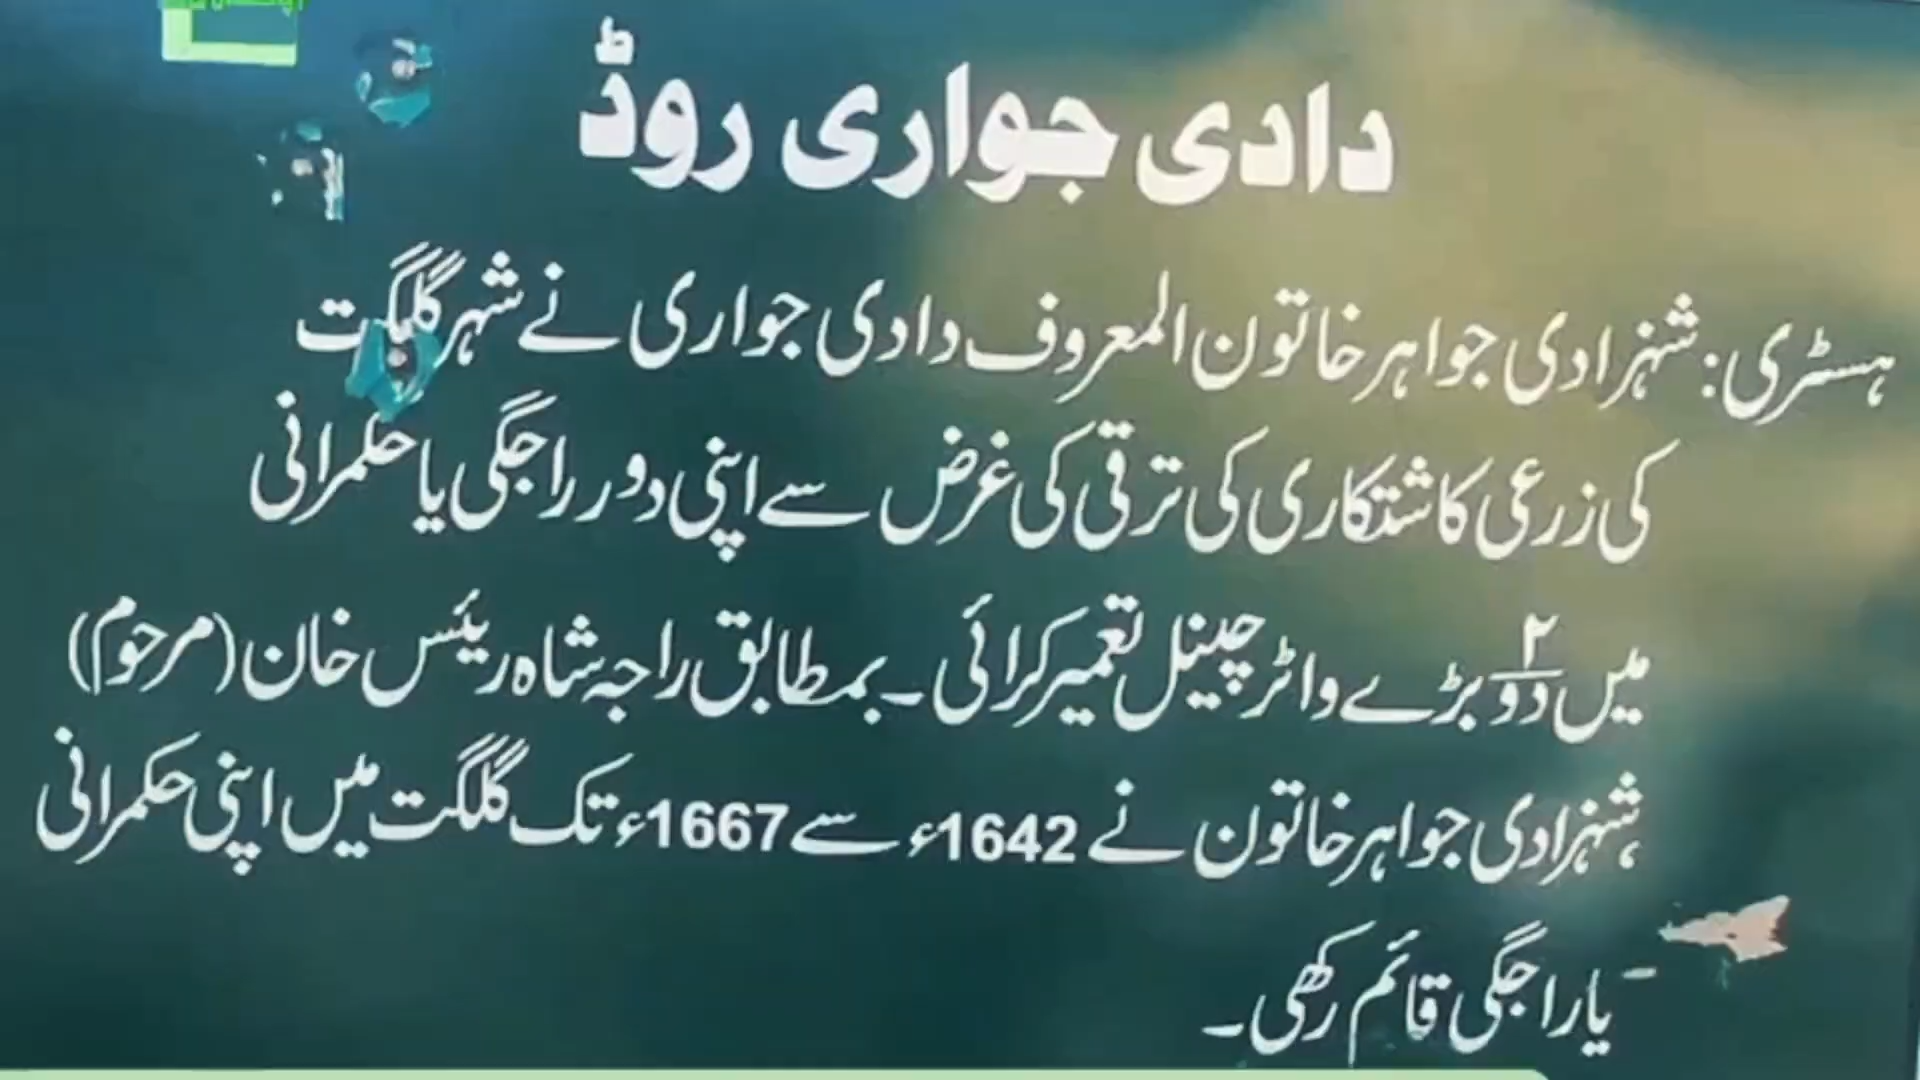 دادی جواری روڈ
ہسٹری: شہزادی جواہر خاتون المعروف دادی جواری نے شہر گلگت
کی زرعی کاشتکاری کی ترقی کی غرض سے اپنی دور راجگی یا حکمرانی
میں دو ۲ بڑے واٹر چینل تعمیر کرائی ۔ بمطابق راجہ شاہ رئیس خان (مرحوم)
، شہزادی جواہر خاتون نے 1642ء سے 1667ء تک گلگت میں اپنی حکمرانی
یا راجگی قائم رکھی ۔